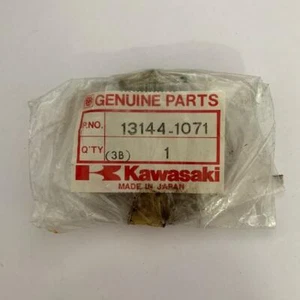 GENUINE PARTS
P.NO. 13144-1071
Q'TY (3B) 1
Kawasaki
MADE IN JAPAN